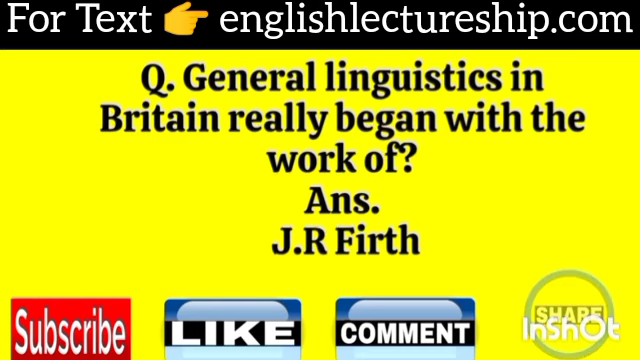 For Text 👉 englishlectureship.com
Q. General linguistics in
Britain really began with the
work of?
Ans.
J.R Firth
Subscribe
LIKE
COMMENT
SHARE
InShOt